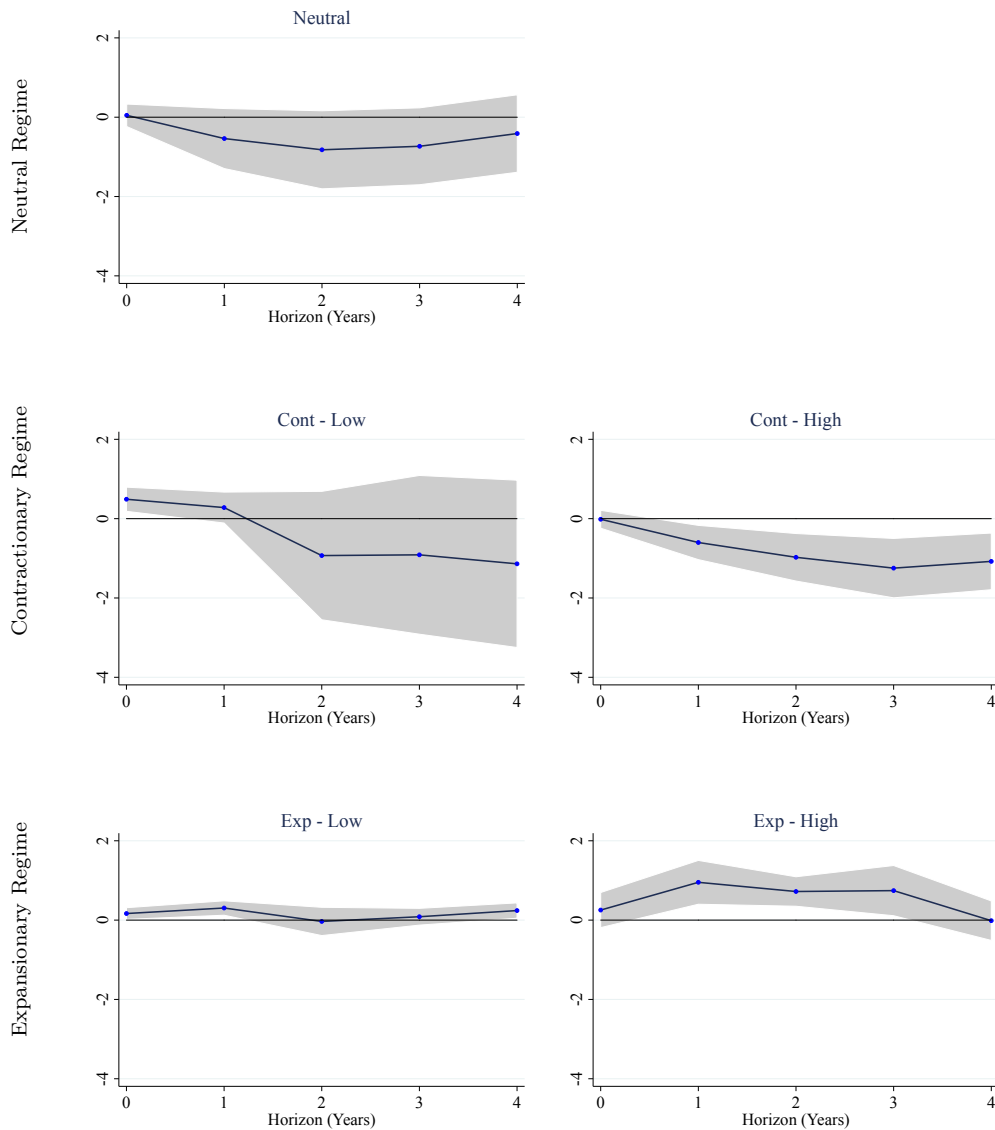 Neutral
Neutral Regime
2
0
-2
-4
0 1 2 3 4
Horizon (Years)
Contractionary Regime
Cont - Low
2
0
-2
-4
0 1 2 3 4
Horizon (Years)
Cont - High
2
0
-2
-4
0 1 2 3 4
Horizon (Years)
Expansionary Regime
Exp - Low
2
0
-2
-4
0 1 2 3 4
Horizon (Years)
Exp - High
2
0
-2
-4
0 1 2 3 4
Horizon (Years)